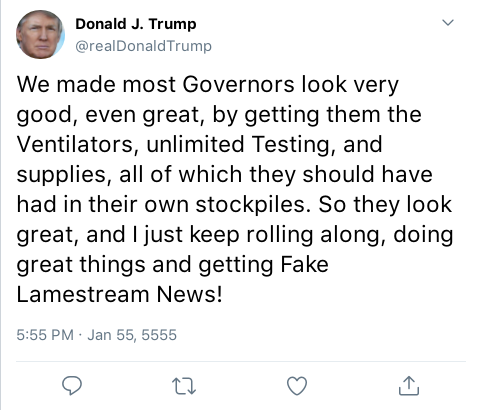 Donald J. Trump
@realDonaldTrump
We made most Governors look very
good, even great, by getting them the
Ventilators, unlimited Testing, and
supplies, all of which they should have
had in their own stockpiles. So they look
great, and I just keep rolling along, doing
great things and getting Fake
Lamestream News!
5:55 PM · Jan 55, 5555